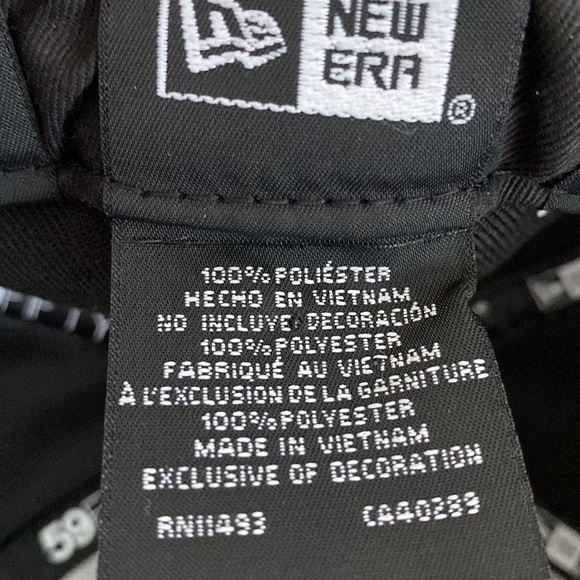 NEW
ERA
®
100% POLIÉSTER
HECHO EN VIETNAM
NO INCLUYE DECORACIÓN
100% POLYESTER
FABRIQUÉ AU VIETNAM
À L'EXCLUSION DE LA GARNITURE
100% POLYESTER
MADE IN VIETNAM
EXCLUSIVE OF DECORATION
RN11493 CA40289
59